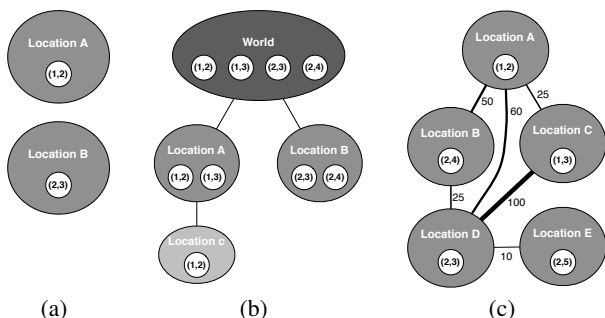 Location A
(1,2)
Location B
(2,3)
(a)
World
(1,2) (1,3) (2,3) (2,4)
Location A
(1,2) (1,3)
Location B
(2,3) (2,4)
Location c
(1,2)
(b)
Location A
(1,2)
50
60
25
Location B
(2,4)
Location C
(1,3)
25
100
Location D
(2,3)
10
Location E
(2,5)
(c)